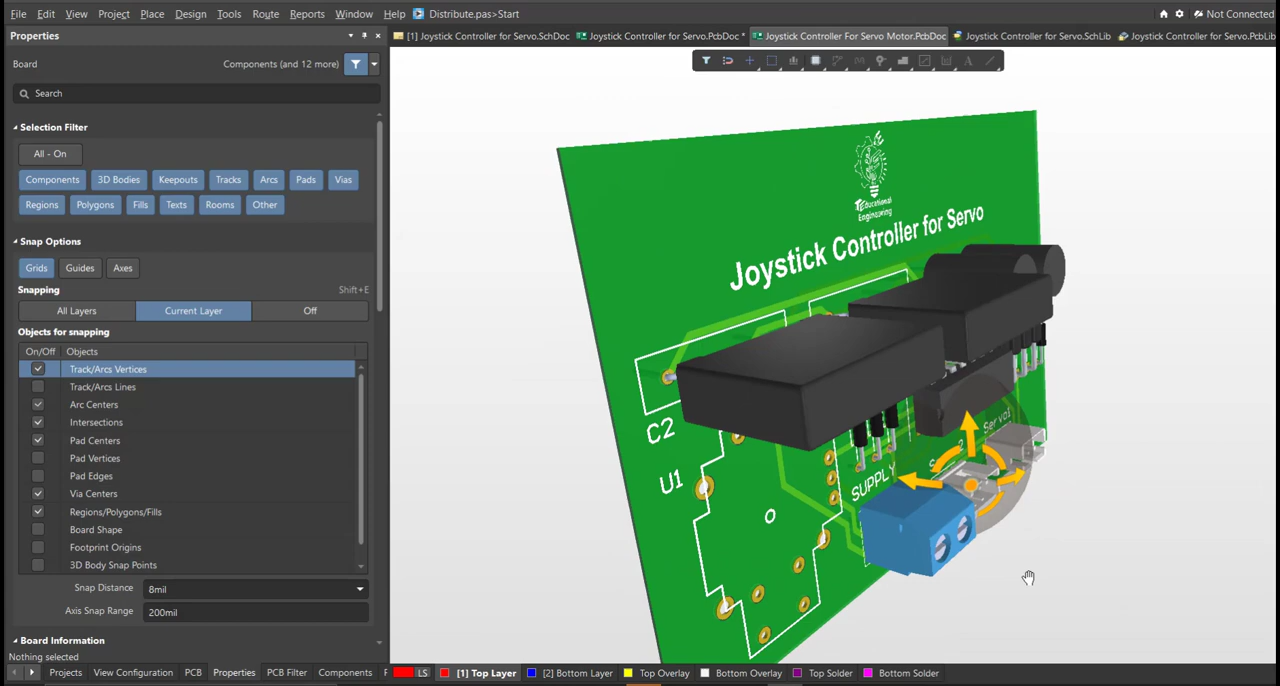 File Edit View Project Place Design Tools Route Reports Window Help Distribute.pas>Start Not Connected
Properties
[1] Joystick Controller for Servo.SchDoc Joystick Controller for Servo.PcbDoc * Joystick Controller For Servo Motor.PcbDoc Joystick Controller for Servo.SchLib Joystick Controller for Servo.PcbLib
Board Components (and 12 more)
Search
Selection Filter
All - On
Components 3D Bodies Keepouts Tracks Arcs Pads Vias
Regions Polygons Fills Texts Rooms Other
Snap Options
Grids Guides Axes
Snapping Shift+E
All Layers Current Layer Off
Objects for snapping
On/Off Objects
Track/Arcs Vertices
Track/Arcs Lines
Arc Centers
Intersections
Pad Centers
Pad Vertices
Pad Edges
Via Centers
Regions/Polygons/Fills
Board Shape
Footprint Origins
3D Body Snap Points
Snap Distance 8mil
Axis Snap Range 200mil
Board Information
Nothing selected
Projects View Configuration PCB Properties PCB Filter Components LS [1] Top Layer [2] Bottom Layer Top Overlay Bottom Overlay Top Solder Bottom Solder
Educational
Engineering
Joystick Controller for Servo
C2
U1
SUPPLY
Servo1